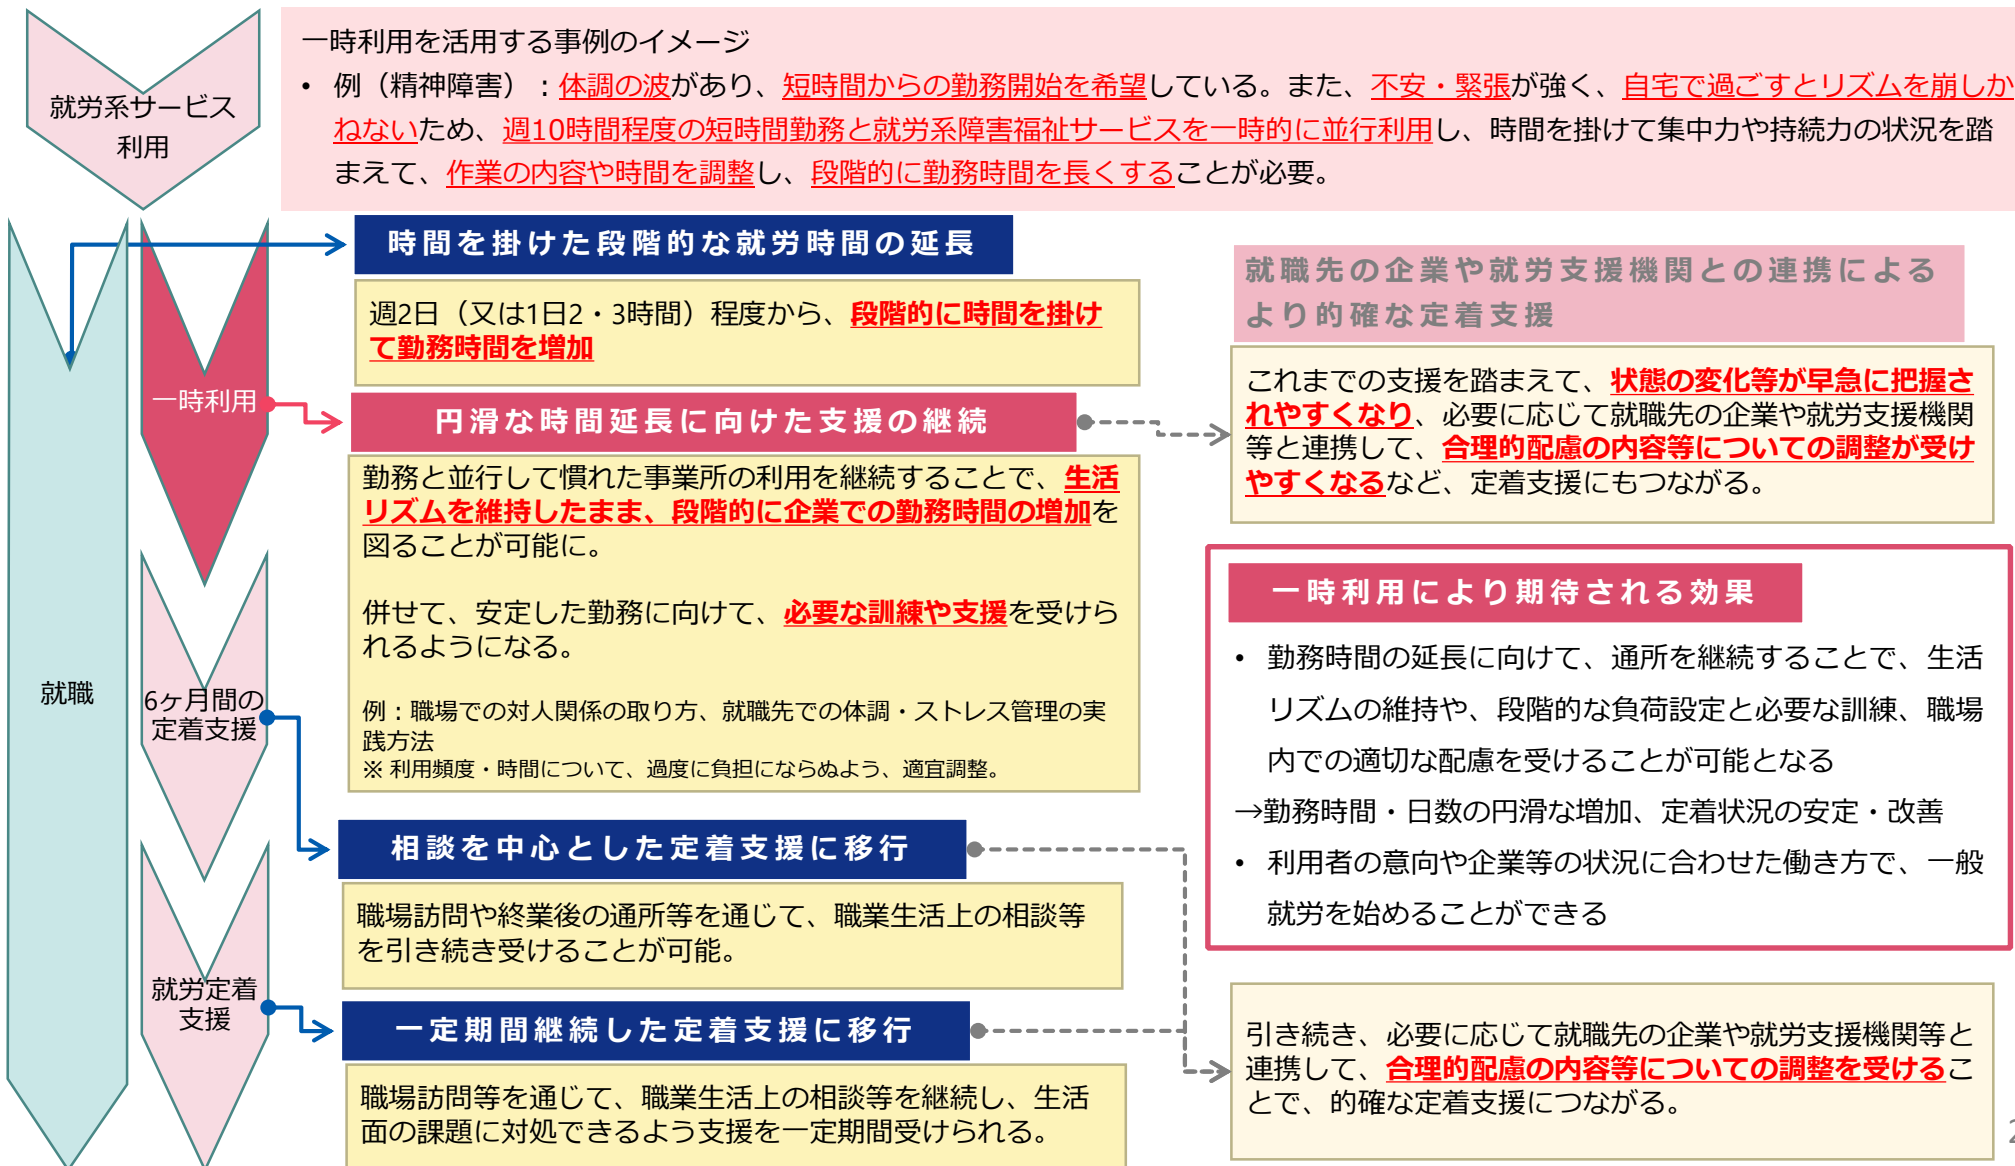 就労系サービス
利用
一時利用を活用する事例のイメージ
• 例（精神障害）：体調の波があり、短時間からの勤務開始を希望している。また、不安・緊張が強く、自宅で過ごすとリズムを崩しか
ねないため、週10時間程度の短時間勤務と就労系障害福祉サービスを一時的に並行利用し、時間を掛けて集中力や持続力の状況を踏
まえて、作業の内容や時間を調整し、段階的に勤務時間を長くすることが必要。
就職
一時利用
6ヶ月間の
定着支援
就労定着
支援
時間を掛けた段階的な就労時間の延長
週2日（又は1日2・3時間）程度から、段階的に時間を掛け
て勤務時間を増加
円滑な時間延長に向けた支援の継続
勤務と並行して慣れた事業所の利用を継続することで、生活
リズムを維持したまま、段階的に企業での勤務時間の増加を
図ることが可能に。
併せて、安定した勤務に向けて、必要な訓練や支援を受けら
れるようになる。
例：職場での対人関係の取り方、就職先での体調・ストレス管理の実
践方法
※ 利用頻度・時間について、過度に負担にならぬよう、適宜調整。
相談を中心とした定着支援に移行
職場訪問や終業後の通所等を通じて、職業生活上の相談等
を引き続き受けることが可能。
一定期間継続した定着支援に移行
職場訪問等を通じて、職業生活上の相談等を継続し、生活
面の課題に対処できるよう支援を一定期間受けられる。
就職先の企業や就労支援機関との連携による
より的確な定着支援
これまでの支援を踏まえて、状態の変化等が早急に把握さ
れやすくなり、必要に応じて就職先の企業や就労支援機関
等と連携して、合理的配慮の内容等についての調整が受け
やすくなるなど、定着支援にもつながる。
一時利用により期待される効果
• 勤務時間の延長に向けて、通所を継続することで、生活
リズムの維持や、段階的な負荷設定と必要な訓練、職場
内での適切な配慮を受けることが可能となる
→勤務時間・日数の円滑な増加、定着状況の安定・改善
• 利用者の意向や企業等の状況に合わせた働き方で、一般
就労を始めることができる
引き続き、必要に応じて就職先の企業や就労支援機関等と
連携して、合理的配慮の内容等についての調整を受けるこ
とで、的確な定着支援につながる。